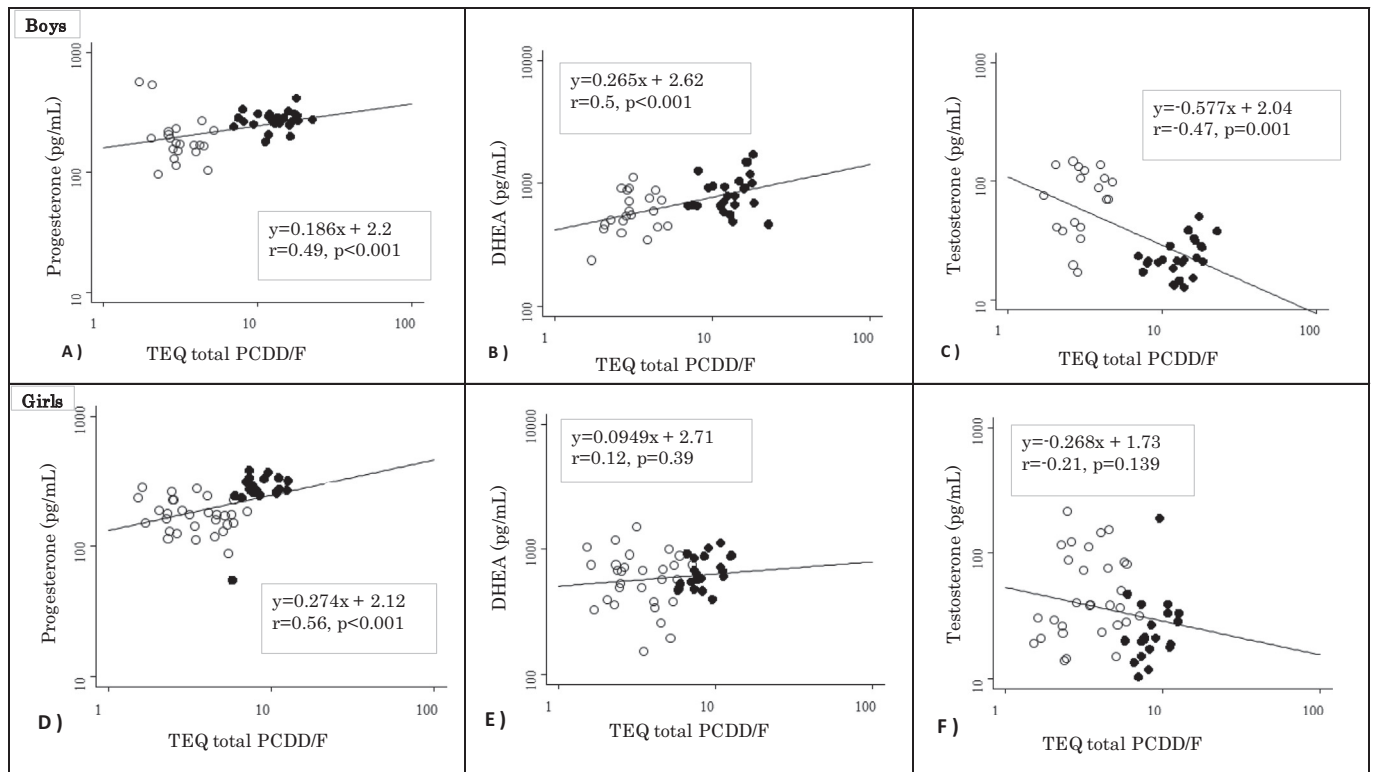 Boys
Progesterone (pg/mL)
1000
100
10
y=0.186x + 2.2
r=0.49, p<0.001
1 10 100
A) TEQ total PCDD/F
DHEA (pg/mL)
10000
1000
100
y=0.265x + 2.62
r=0.5, p<0.001
1 10 100
B) TEQ total PCDD/F
Testosterone (pg/mL)
1000
100
10
y=-0.577x + 2.04
r=-0.47, p=0.001
1 10 100
C) TEQ total PCDD/F
Girls
Progesterone (pg/mL)
1000
100
10
y=0.274x + 2.12
r=0.56, p<0.001
1 10 100
D) TEQ total PCDD/F
DHEA (pg/mL)
10000
1000
100
y=0.0949x + 2.71
r=0.12, p=0.39
1 10 100
E) TEQ total PCDD/F
Testosterone (pg/mL)
1000
100
10
y=-0.268x + 1.73
r=-0.21, p=0.139
1 10 100
F) TEQ total PCDD/F